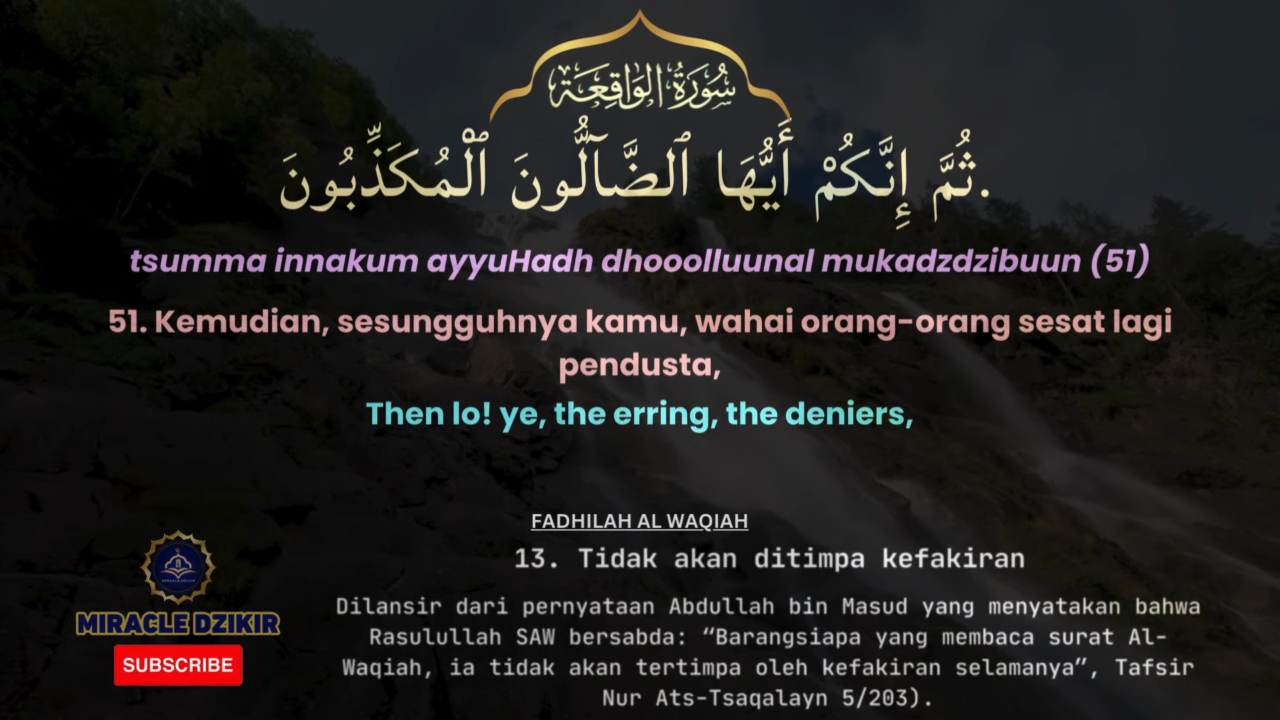 سُورَةُ الوَاقِعَة
ثُمَّ إِنَّكُمْ أَيُّهَا ٱلضَّآلُّونَ ٱلْمُكَذِّبُونَ.
tsumma innakum ayyuHadh dhooolluunal mukadzdzibuun (51)
51. Kemudian, sesungguhnya kamu, wahai orang-orang sesat lagi
pendusta,
Then lo! ye, the erring, the deniers,
FADHILAH AL WAQIAH
13. Tidak akan ditimpa kefakiran
Dilansir dari pernyataan Abdullah bin Masud yang menyatakan bahwa
Rasulullah SAW bersabda: “Barangsiapa yang membaca surat Al-
Waqiah, ia tidak akan tertimpa oleh kefakiran selamanya”, Tafsir
Nur Ats-Tsaqalayn 5/203).
MIRACLE DZIKIR
SUBSCRIBE